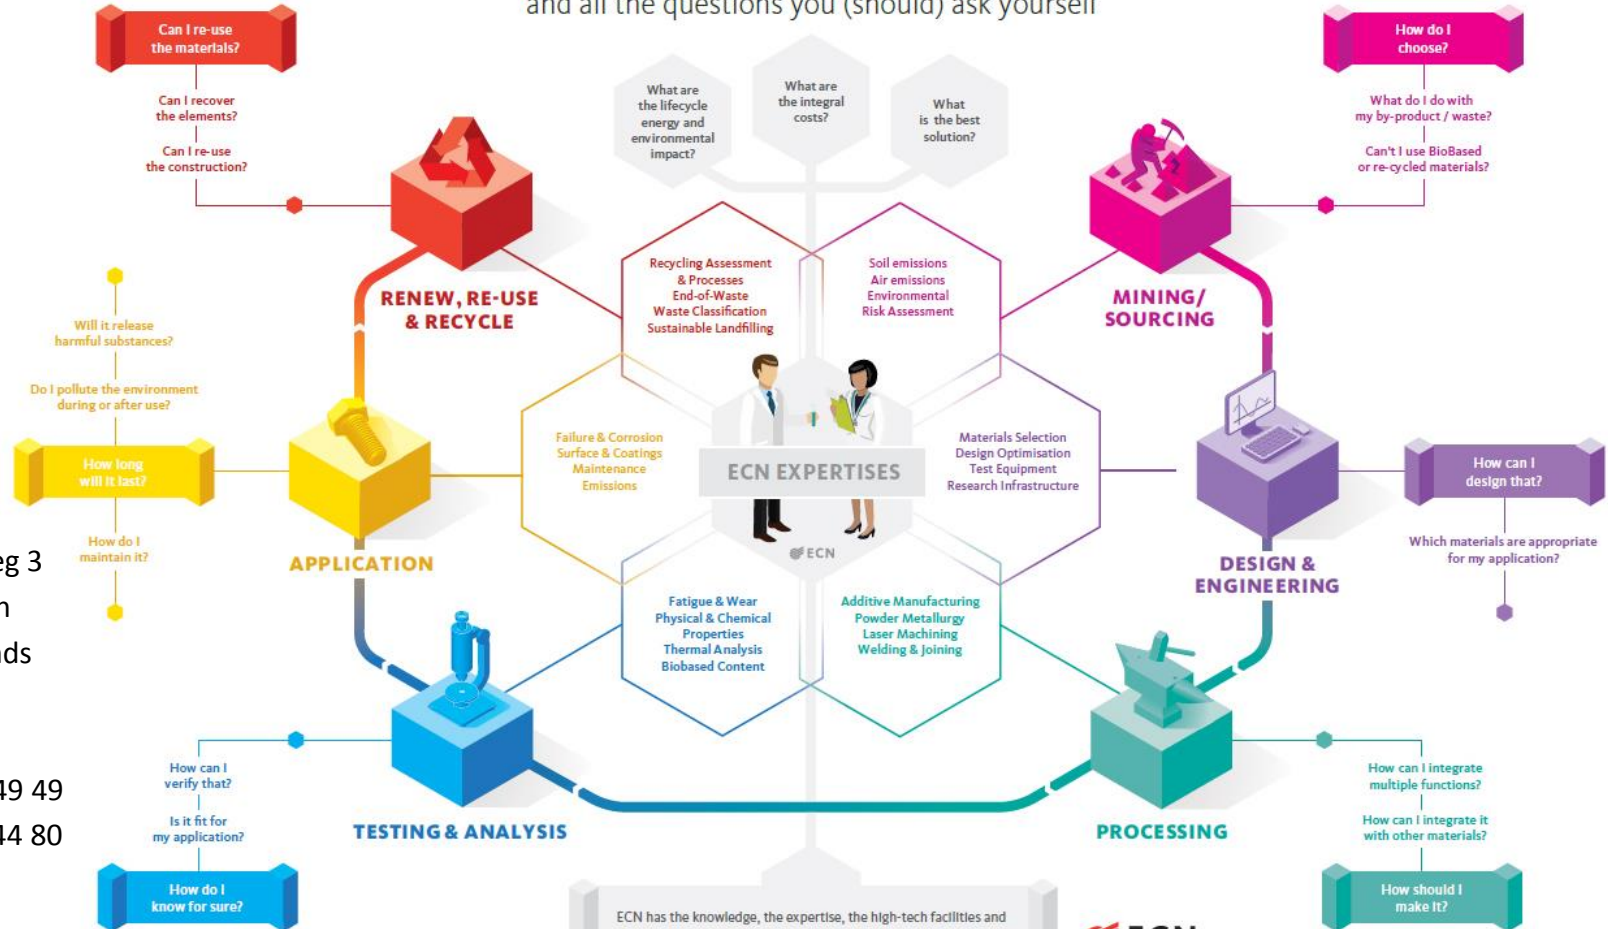 and all the questions you (should) ask yourself
Can I re-use
the materials?
Can I recover
the elements?
Can I re-use
the construction?
What are
the lifecycle
energy and
environmental
impact?
What are
the integral
costs?
What
is the best
solution?
How do I
choose?
What do I do with
my by-product / waste?
Can't I use BioBased
or re-cycled materials?
RENEW, RE-USE
& RECYCLE
Recycling Assessment
& Processes
End-of-Waste
Waste Classification
Sustainable Landfilling
Soil emissions
Air emissions
Environmental
Risk Assessment
MINING/
SOURCING
Will it release
harmful substances?
Do I pollute the environment
during or after use?
How long
will it last?
How do I
maintain it?
APPLICATION
Failure & Corrosion
Surface & Coatings
Maintenance
Emissions
ECN EXPERTISES
ECN
Materials Selection
Design Optimisation
Test Equipment
Research Infrastructure
DESIGN &
ENGINEERING
How can I
design that?
Which materials are appropriate
for my application?
eg 3
nds
49 49
44 80
Fatigue & Wear
Physical & Chemical
Properties
Thermal Analysis
Biobased Content
Additive Manufacturing
Powder Metallurgy
Laser Machining
Welding & Joining
How can I
verify that?
Is it fit for
my application?
How do I
know for sure?
TESTING & ANALYSIS
PROCESSING
How can I integrate
multiple functions?
How can I integrate it
with other materials?
How should I
make it?
ECN has the knowledge, the expertise, the high-tech facilities and
ECN